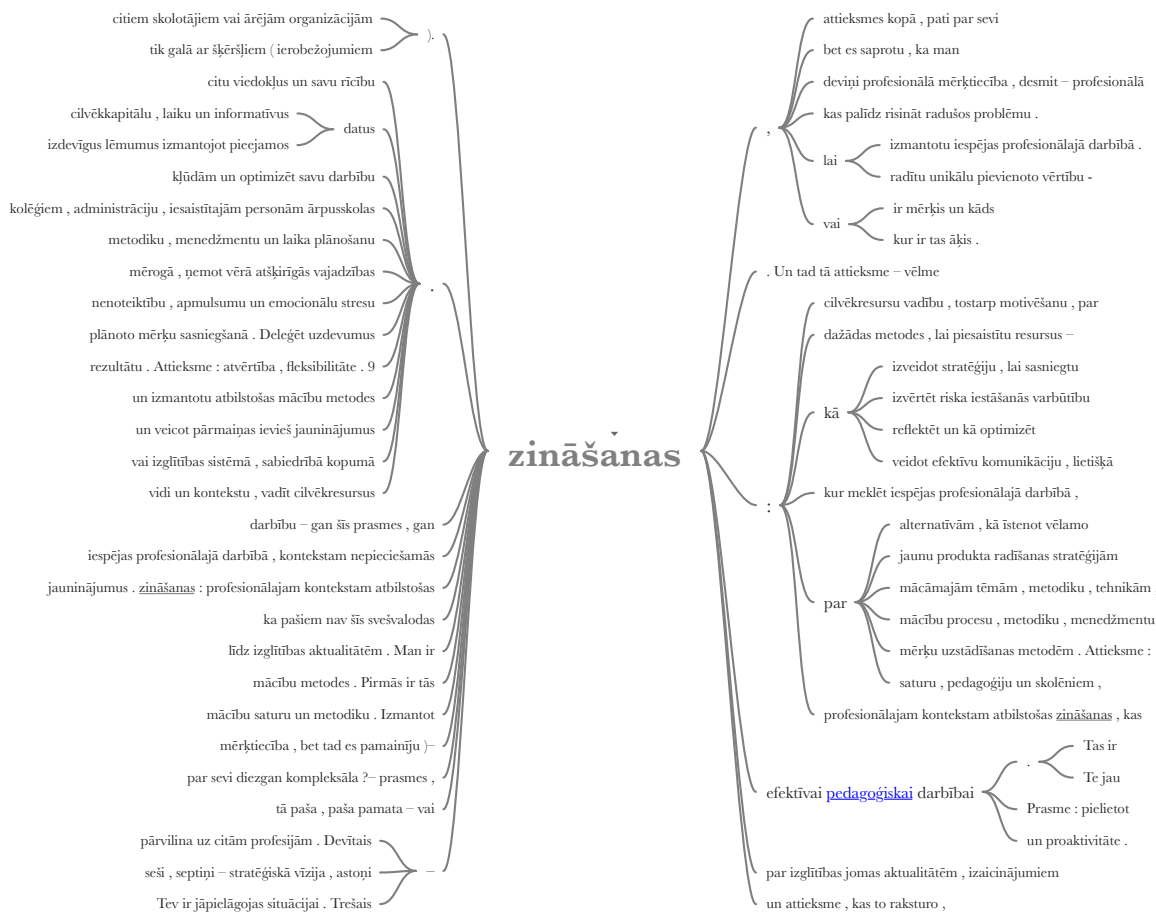 citiem skolotājiem vai ārējām organizācijām
tik galā ar šķēršļiem ( ierobežojumiem
).
citu viedokļus un savu rīcību
cilvēkkapitālu , laiku un informatīvus
izdevīgus lēmumus izmantojot pieejamos
datus
kļūdām un optimizēt savu darbību
kolēģiem , administrāciju , iesaistītajām personām ārpusskolas
metodiku , menedžmentu un laika plānošanu
mērogā , ņemot vērā atšķirīgās vajadzības
nenoteiktību , apmulsumu un emocionālu stresu
plānoto mērķu sasniegšanā . Deleģēt uzdevumus
rezultātu . Attieksme : atvērtība , fleksibilitāte . 9
un izmantotu atbilstošas mācību metodes
un veicot pārmaiņas ievieš jauninājumus
vai izglītības sistēmā , sabiedrībā kopumā
vidi un kontekstu , vadīt cilvēkresursus
.
darbību – gan šīs prasmes , gan
iespējas profesionālajā darbībā , kontekstam nepieciešamās
jauninājumus . zināšanas : profesionālajam kontekstam atbilstošas
ka pašiem nav šīs svešvalodas
līdz izglītības aktualitātēm . Man ir
mācību metodes . Pirmās ir tās
mācību saturu un metodiku . Izmantot
mērķtiecība , bet tad es pamainīju )–
par sevi diezgan kompleksāla ?– prasmes ,
tā paša , paša pamata – vai
pārvilina uz citām profesijām . Devītais
seši , septiņi – stratēģiskā vīzija , astoņi
Tev ir jāpielāgojas situācijai . Trešais
–
zināšanas
attieksmes kopā , pati par sevi
bet es saprotu , ka man
deviņi profesionālā mērķtiecība , desmit – profesionālā
kas palīdz risināt radušos problēmu .
,
lai
izmantotu iespējas profesionālajā darbībā .
radītu unikālu pievienoto vērtību -
vai
ir mērķis un kāds
kur ir tas āķis .
. Un tad tā attieksme – vēlme
cilvēkresursu vadību , tostarp motivēšanu , par
dažādas metodes , lai piesaistītu resursus –
kā
izveidot stratēģiju , lai sasniegtu
izvērtēt riska iestāšanās varbūtību
reflektēt un kā optimizēt
veidot efektīvu komunikāciju , lietišķā
kur meklēt iespējas profesionālajā darbībā ,
:
par
alternatīvām , kā īstenot vēlamo
jaunu produkta radīšanas stratēģijām
mācāmajām tēmām , metodiku , tehnikām
mācību procesu , metodiku , menedžmentu
mērķu uzstādīšanas metodēm . Attieksme :
saturu , pedagoģiju un skolēniem ,
profesionālajam kontekstam atbilstošas zināšanas , kas
efektīvai pedagoģiskai darbībai
.
Tas ir
Te jau
Prasme : pielietot
un proaktivitāte .
par izglītības jomas aktualitātēm , izaicinājumiem
un attieksme , kas to raksturo ,